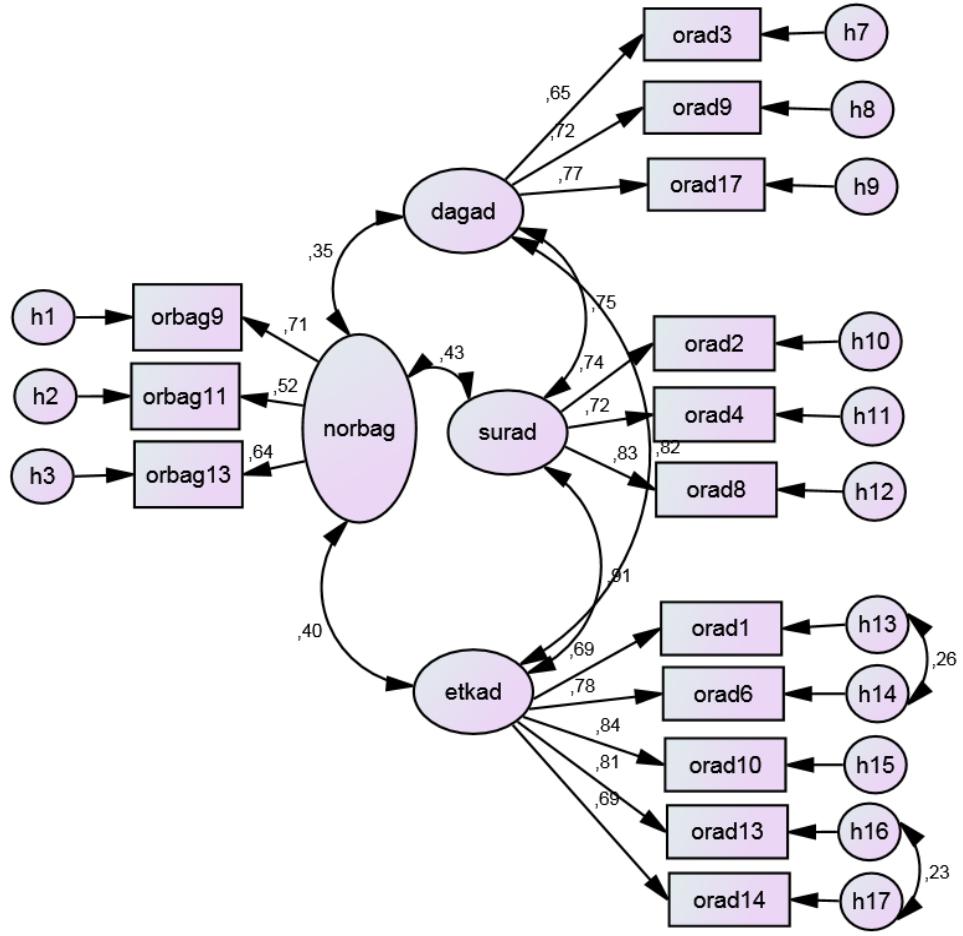 orad3
h7
,65
orad9
h8
,72
orad17
h9
,77
dagad
,35
,75
h1
orbag9
,71
h2
orbag11
,52
h3
orbag13
,64
norbag
,43
surad
,74
orad2
h10
,72
orad4
h11
,83
orad8
h12
,82
,91
,40
etkad
,69
orad1
h13
,26
,78
orad6
h14
,84
orad10
h15
,81
orad13
h16
,23
,69
orad14
h17